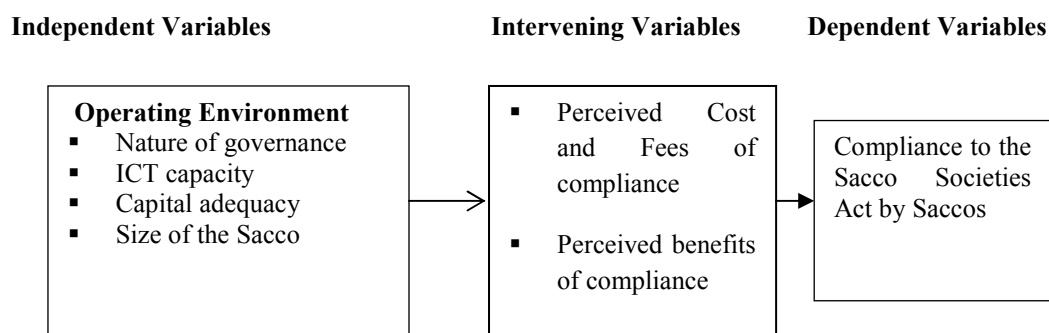 Independent Variables
Intervening Variables
Dependent Variables
Operating Environment
▪ Nature of governance
▪ ICT capacity
▪ Capital adequacy
▪ Size of the Sacco
▪ Perceived Cost
and Fees of
compliance
▪ Perceived benefits
of compliance
Compliance to the
Sacco Societies
Act by Saccos